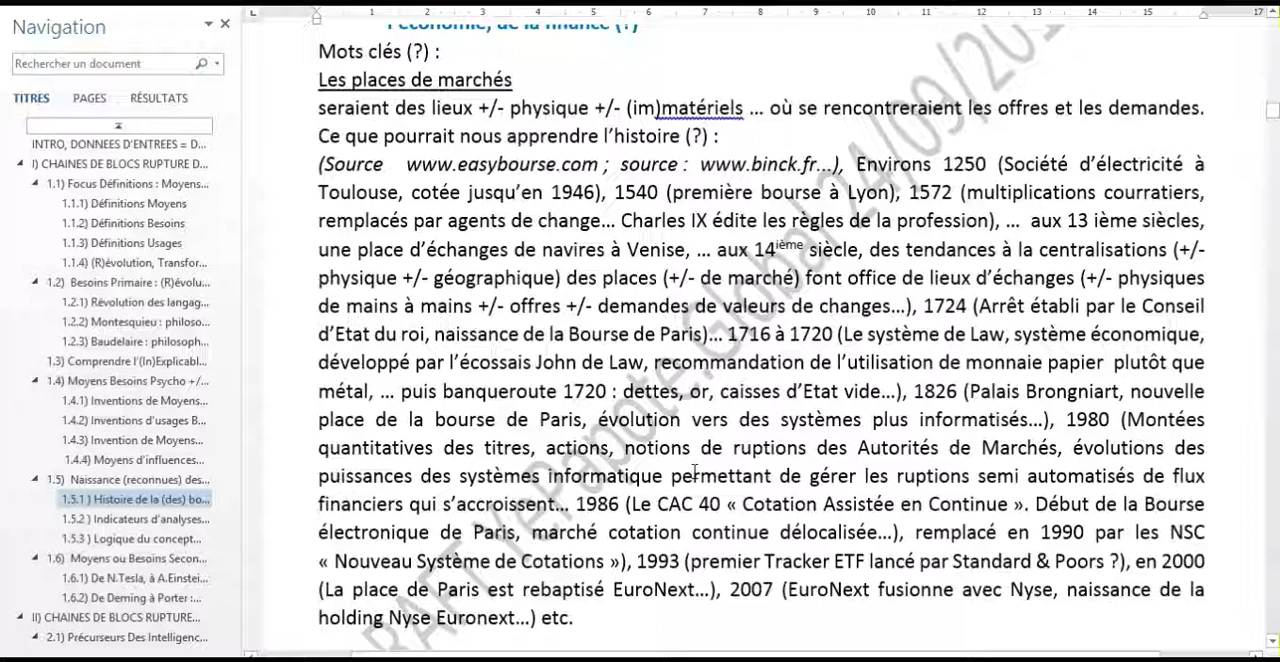 Navigation
Rechercher un document
TITRES PAGES RÉSULTATS
INTRO, DONNEES D'ENTREES = D...
I) CHAINES DE BLOCS RUPTURE D...
1.1) Focus Définitions : Moyens...
1.1.1) Définitions Moyens
1.1.2) Définitions Besoins
1.1.3) Définitions Usages
1.1.4) (R)évolution, Transfor...
1.2) Besoins Primaire : (R)évolu...
1.2.1) Révolution des langag...
1.2.2) Montesquieu : philoso...
1.2.3) Baudelaire : philosoph...
1.3) Comprendre l'(In)Explicabl...
1.4) Moyens Besoins Psycho +/...
1.4.1) Inventions de Moyens...
1.4.2) Inventions d'usages B...
1.4.3) Invention de Moyens...
1.4.4) Moyens d'influences...
1.5) Naissance (reconnues) des...
1.5.1 ) Histoire de la (des) bo...
1.5.2 ) Indicateurs d'analyses...
1.5.3 ) Logique du concept...
1.6) Moyens ou Besoins Secon...
1.6.1) De N.Tesla, à A.Einstei...
1.6.2) De Deming à Porter :...
II) CHAINES DE BLOCS RUPTURE...
2.1) Précurseurs Des Intelligenc...
1 2 3 4 5 6 7 8 9 10 11 12 13 14 15 17
l'économie, de la finance (?)
Mots clés (?) :
Les places de marchés
seraient des lieux +/- physique +/- (im)matériels ... où se rencontreraient les offres et les demandes.
Ce que pourrait nous apprendre l'histoire (?) :
(Source www.easybourse.com ; source : www.binck.fr...), Environs 1250 (Société d'électricité à
Toulouse, cotée jusqu'en 1946), 1540 (première bourse à Lyon), 1572 (multiplications courratiers,
remplacés par agents de change... Charles IX édite les règles de la profession), ... aux 13 ième siècles,
une place d'échanges de navires à Venise, ... aux 14ième siècle, des tendances à la centralisations (+/-
physique +/- géographique) des places (+/- de marché) font office de lieux d'échanges (+/- physiques
de mains à mains +/- offres +/- demandes de valeurs de changes...), 1724 (Arrêt établi par le Conseil
d'Etat du roi, naissance de la Bourse de Paris)... 1716 à 1720 (Le système de Law, système économique,
développé par l'écossais John de Law, recommandation de l'utilisation de monnaie papier plutôt que
métal, ... puis banqueroute 1720 : dettes, or, caisses d'Etat vide...), 1826 (Palais Brongniart, nouvelle
place de la bourse de Paris, évolution vers des systèmes plus informatisés...), 1980 (Montées
quantitatives des titres, actions, notions de ruptions des Autorités de Marchés, évolutions des
puissances des systèmes informatique permettant de gérer les ruptions semi automatisés de flux
financiers qui s'accroissent... 1986 (Le CAC 40 « Cotation Assistée en Continue ». Début de la Bourse
électronique de Paris, marché cotation continue délocalisée...), remplacé en 1990 par les NSC
« Nouveau Système de Cotations »), 1993 (premier Tracker ETF lancé par Standard & Poors ?), en 2000
(La place de Paris est rebaptisé EuroNext...), 2007 (EuroNext fusionne avec Nyse, naissance de la
holding Nyse Euronext...) etc.